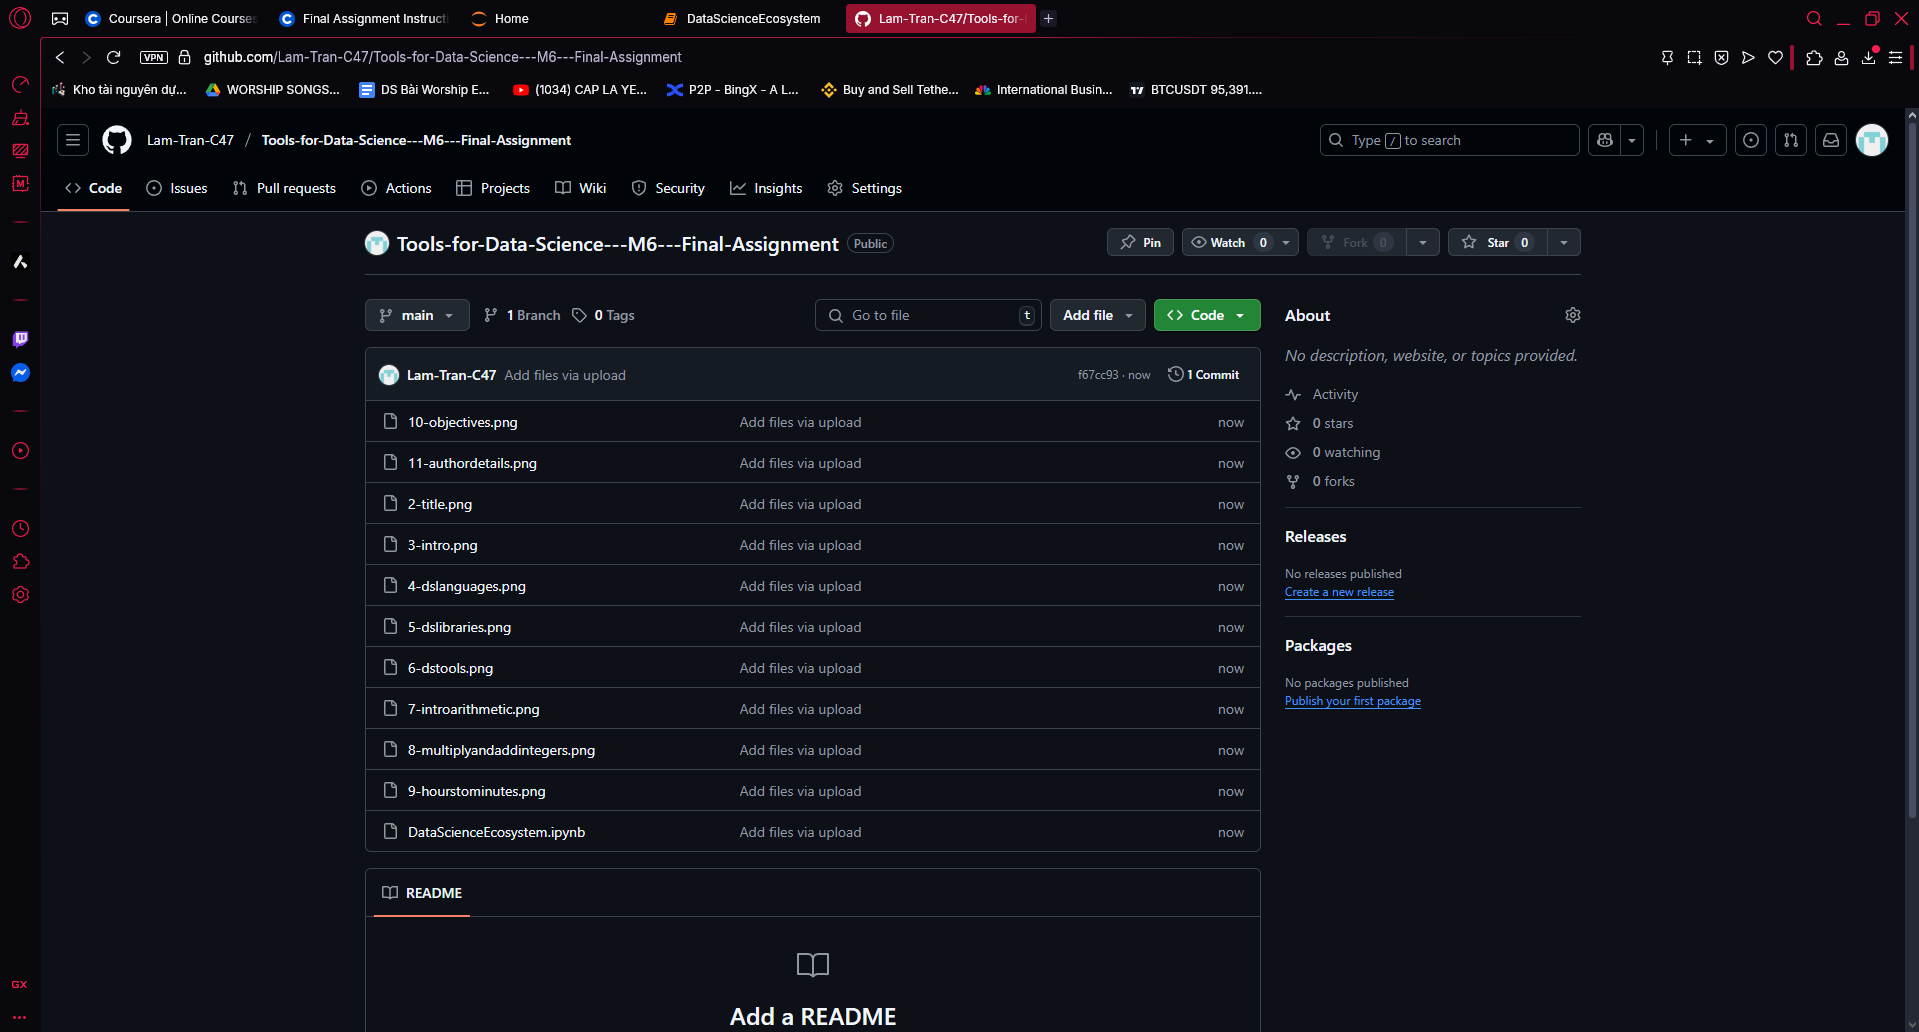 Coursera | Online Courses
Final Assignment Instructi
Home
DataScienceEcosystem
Lam-Tran-C47/Tools-for-
VPN
github.com/Lam-Tran-C47/Tools-for-Data-Science---M6---Final-Assignment
Kho tài nguyên dự...
WORSHIP SONGS...
DS Bài Worship E...
(1034) CAP LA YE...
P2P - BingX - A L...
Buy and Sell Tethe...
International Busin...
BTCUSDT 95,391....
Lam-Tran-C47 / Tools-for-Data-Science---M6---Final-Assignment
Type / to search
Code
Issues
Pull requests
Actions
Projects
Wiki
Security
Insights
Settings
Tools-for-Data-Science---M6---Final-Assignment Public
Pin
Watch 0
Fork 0
Star 0
main
1 Branch
0 Tags
Go to file t
Add file
Code
Lam-Tran-C47 Add files via upload f67cc93 · now 1 Commit
10-objectives.png Add files via upload now
11-authordetails.png Add files via upload now
2-title.png Add files via upload now
3-intro.png Add files via upload now
4-dslanguages.png Add files via upload now
5-dslibraries.png Add files via upload now
6-dstools.png Add files via upload now
7-introarithmetic.png Add files via upload now
8-multiplyandaddintegers.png Add files via upload now
9-hourstominutes.png Add files via upload now
DataScienceEcosystem.ipynb Add files via upload now
README
Add a README
About
No description, website, or topics provided.
Activity
0 stars
0 watching
0 forks
Releases
No releases published
Create a new release
Packages
No packages published
Publish your first package
GX